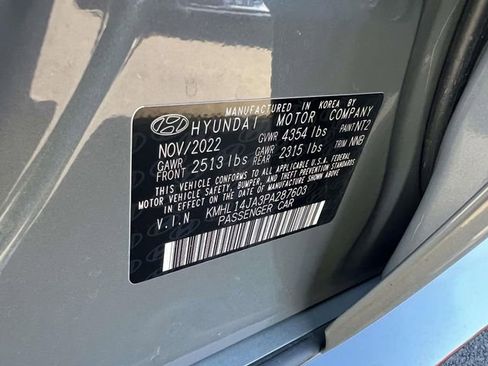 MANUFACTURED IN KOREA BY
HYUNDAI MOTOR COMPANY
NOV/2022 GVWR 4354 lbs PAINT NT2
GAWR FRONT 2513 lbs GAWR REAR 2315 lbs TRIM NNB
THIS VEHICLE CONFORMS TO ALL APPLICABLE U.S.A. FEDERAL
MOTOR VEHICLE SAFETY, BUMPER, AND THEFT PREVENTION STANDARDS
IN EFFECT ON THE DATE OF MANUFACTURE SHOWN ABOVE.
V.I.N KMHL14JA3PA287603
PASSENGER CAR